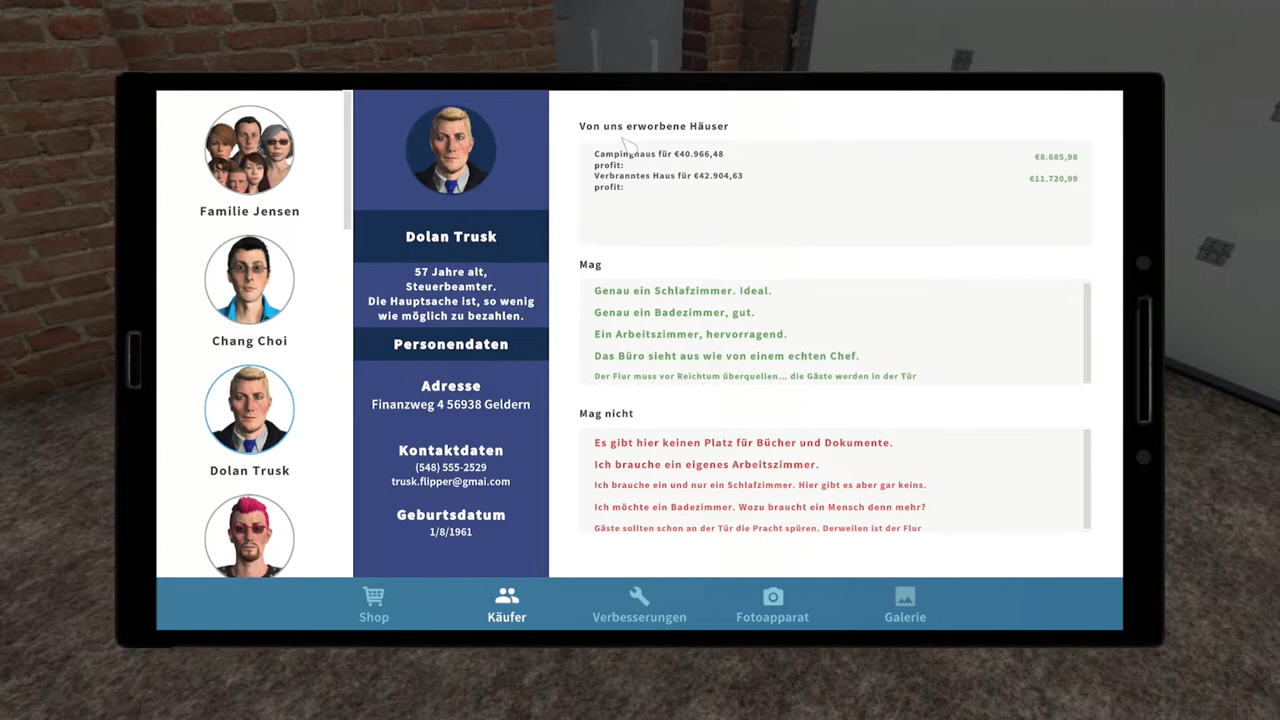 Familie Jensen
Chang Choi
Dolan Trusk
Dolan Trusk
57 Jahre alt,
Steuerbeamter.
Die Hauptsache ist, so wenig
wie möglich zu bezahlen.
Personendaten
Adresse
Finanzweg 4 56938 Geldern
Kontaktdaten
(548) 555-2529
trusk.flipper@gmai.com
Geburtsdatum
1/8/1961
Von uns erworbene Häuser
Campinghaus für €40.966,48
profit: €8.685,98
Verbranntes Haus für €42.904,63
profit: €11.720,99
Mag
Genau ein Schlafzimmer. Ideal.
Genau ein Badezimmer, gut.
Ein Arbeitszimmer, hervorragend.
Das Büro sieht aus wie von einem echten Chef.
Der Flur muss vor Reichtum überquellen... die Gäste werden in der Tür
Mag nicht
Es gibt hier keinen Platz für Bücher und Dokumente.
Ich brauche ein eigenes Arbeitszimmer.
Ich brauche ein und nur ein Schlafzimmer. Hier gibt es aber gar keins.
Ich möchte ein Badezimmer. Wozu braucht ein Mensch denn mehr?
Gäste sollten schon an der Tür die Pracht spüren. Derweilen ist der Flur
Shop
Käufer
Verbesserungen
Fotoapparat
Galerie